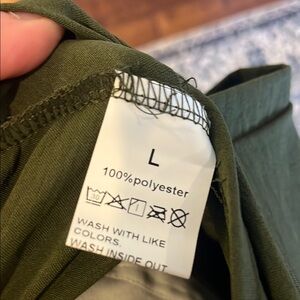 L
100%polyester
WASH WITH LIKE
COLORS.
WASH INSIDE OUT